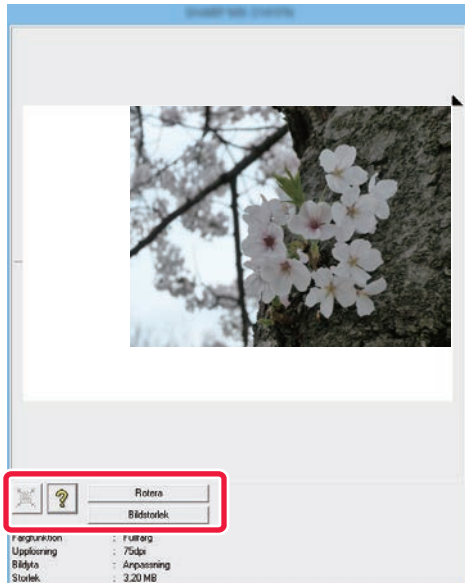 ?
Rotera
Bildstorlek
Färgfunktion : Fullfärg
Upplösning : 75dpi
Bildyta : Anpassning
Storlek : 3.20 MB